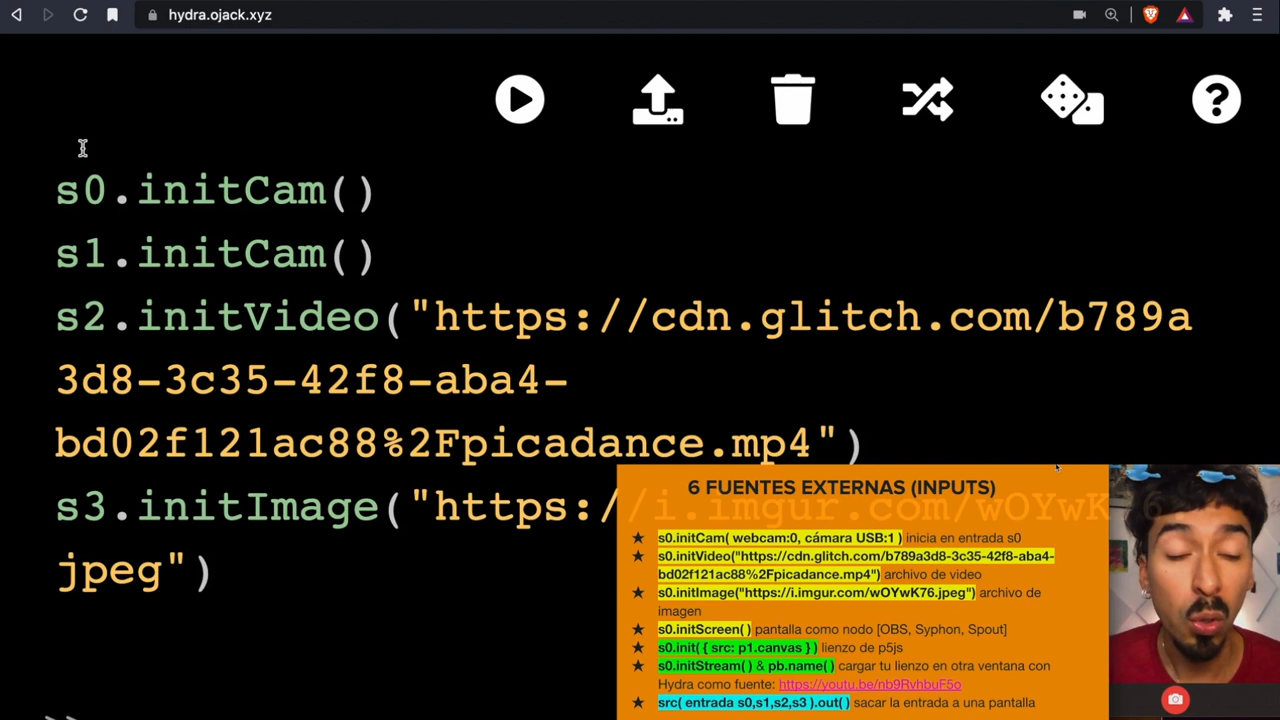 hydra.ojack.xyz
s0.initCam()
s1.initCam()
s2.initVideo("https://cdn.glitch.com/b789a
3d8-3c35-42f8-aba4-
bd02f121ac88%2Fpicadance.mp4")
s3.initImage("https://i.imgur.com/wOYwK76.
jpeg")
6 FUENTES EXTERNAS (INPUTS)
★ s0.initCam( webcam:0, cámara USB:1 ) inicia en entrada s0
★ s0.initVideo("https://cdn.glitch.com/b789a3d8-3c35-42f8-aba4-
bd02f121ac88%2Fpicadance.mp4") archivo de video
★ s0.initImage("https://i.imgur.com/wOYwK76.jpeg") archivo de
imagen
★ s0.initScreen( ) pantalla como nodo [OBS, Syphon, Spout]
★ s0.init( { src: p1.canvas } ) lienzo de p5js
★ s0.initStream( ) & pb.name( ) cargar tu lienzo en otra ventana con
Hydra como fuente: https://youtu.be/nb9RvhbuF5o
★ src( entrada s0,s1,s2,s3 ).out( ) sacar la entrada a una pantalla